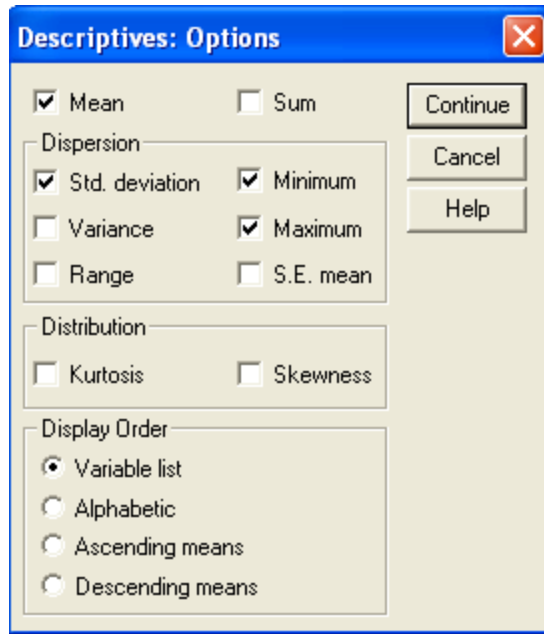 Descriptives: Options
Mean
Sum
Continue
Dispersion
Cancel
Std. deviation
Minimum
Help
Variance
Maximum
Range
S.E. mean
Distribution
Kurtosis
Skewness
Display Order
Variable list
Alphabetic
Ascending means
Descending means